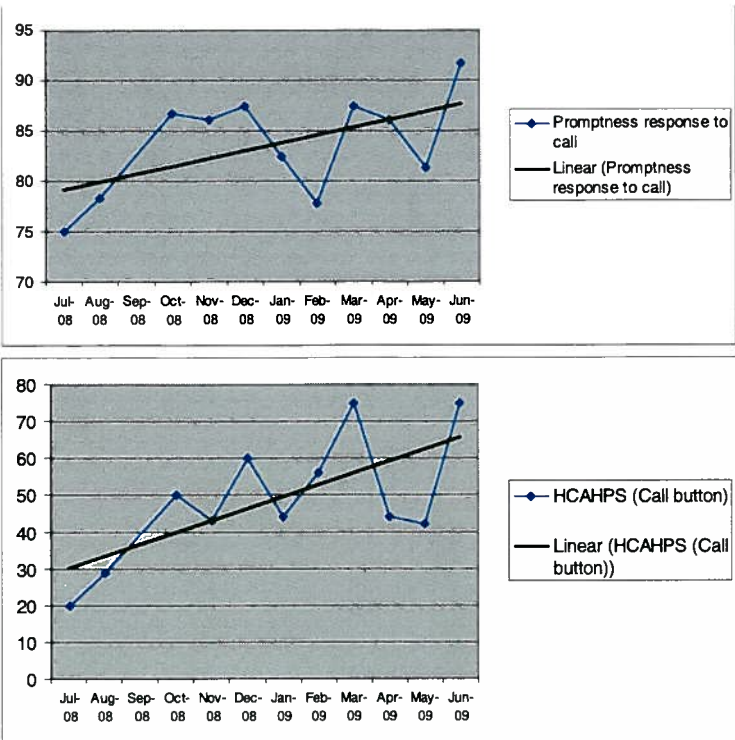 95
90
85
80
75
70
Jul- Aug- Sep- Oct- Nov- Dec- Jan- Feb- Mar- Apr- May- Jun-
08 08 08 08 08 08 09 09 09 09 09 09
Promptness response to
call
Linear (Promptness
response to call)
80
70
60
50
40
30
20
10
0
Jul- Aug- Sep- Oct- Nov- Dec- Jan- Feb- Mar- Apr- May- Jun-
08 08 08 08 08 08 09 09 09 09 09 09
HCAHPS (Call button)
Linear (HCAHPS (Call
button))